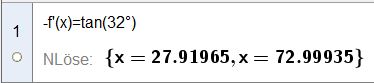 1
-f'(x)=tan(32°)
NLöse: {x = 27.91965, x = 72.99935}